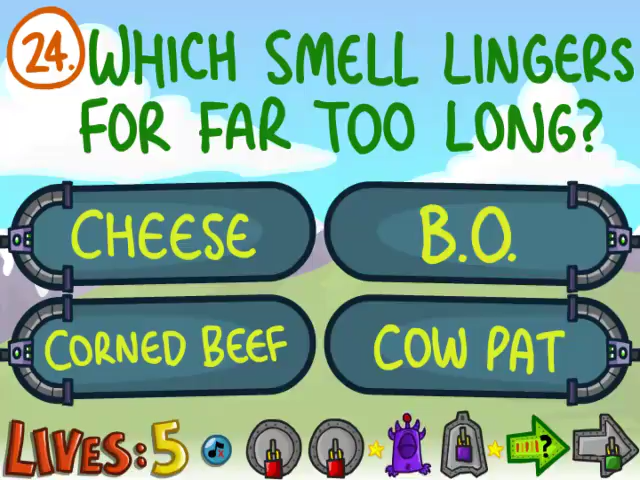 24. WHICH SMELL LINGERS
FOR FAR TOO LONG?
CHEESE
B.O.
CORNED BEEF
COW PAT
LIVES: 5
?